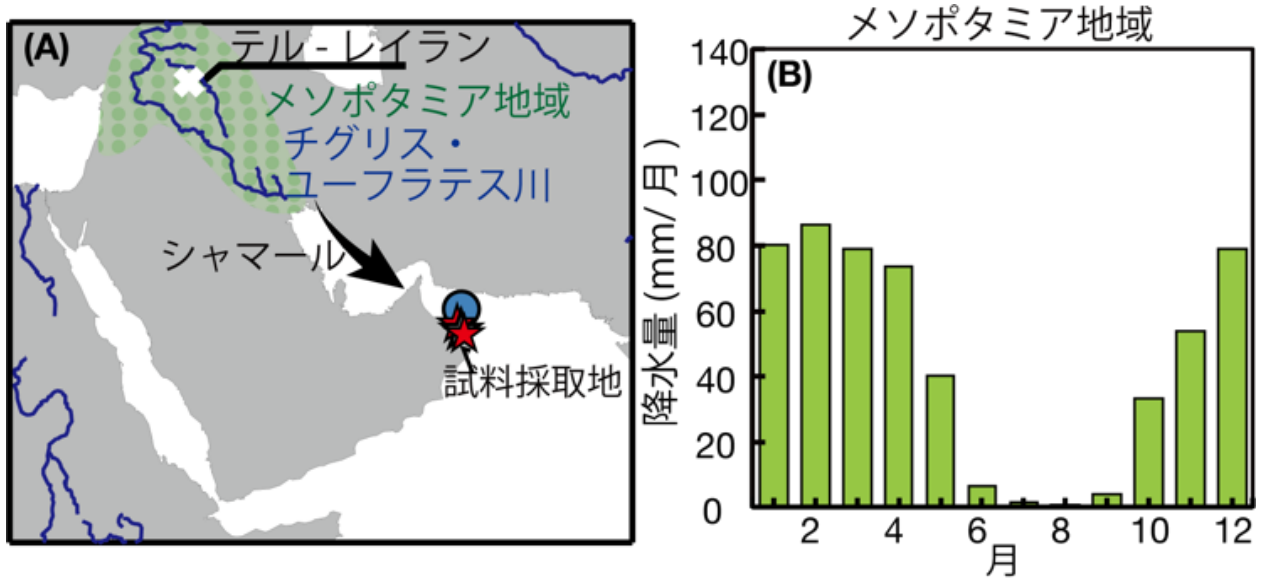 (A)
テル - レイラン
メソポタミア地域
チグリス・
ユーフラテス川
シャマール
試料採取地
メソポタミア地域
(B)
降水量 (mm/ 月 )
140
120
100
80
60
40
20
0
2 4 6 8 10 12
月